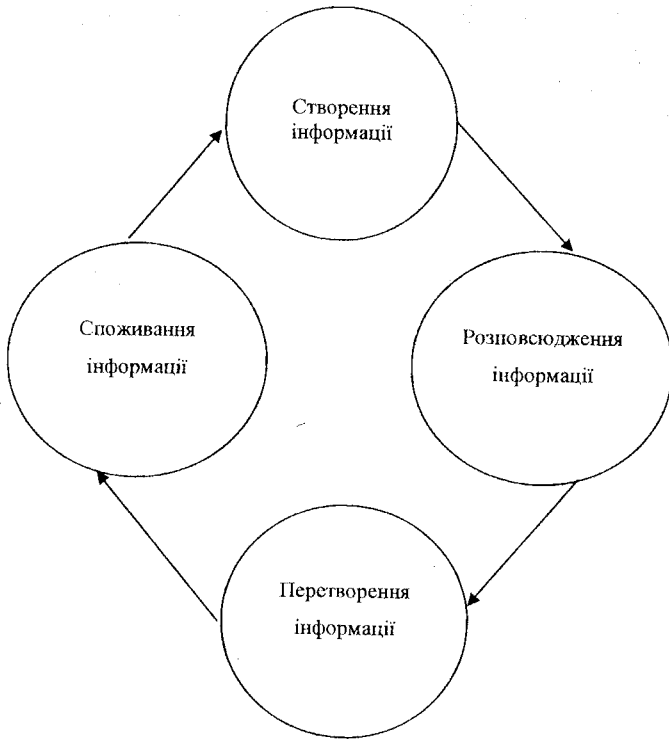 Створення
інформації
Споживання
інформації
Розповсюдження
інформації
Перетворення
інформації